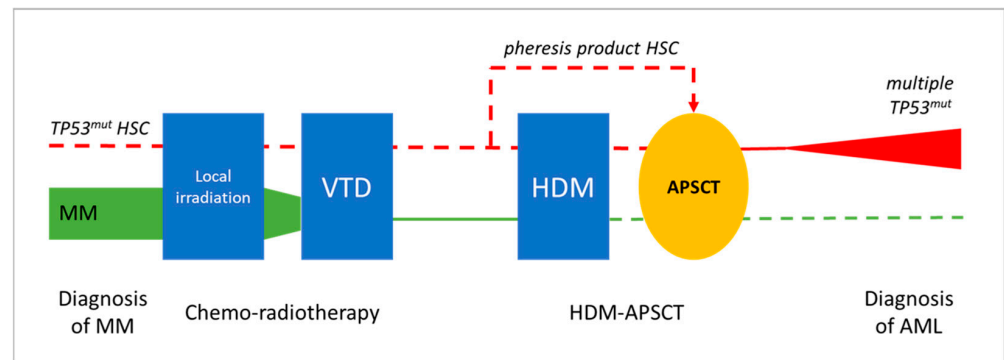 pheresis product HSC
multiple
TP53mut
TP53mut HSC
Local
irradiation
VTD
HDM
APSCT
MM
Diagnosis
of MM
Chemo-radiotherapy
HDM-APSCT
Diagnosis
of AML